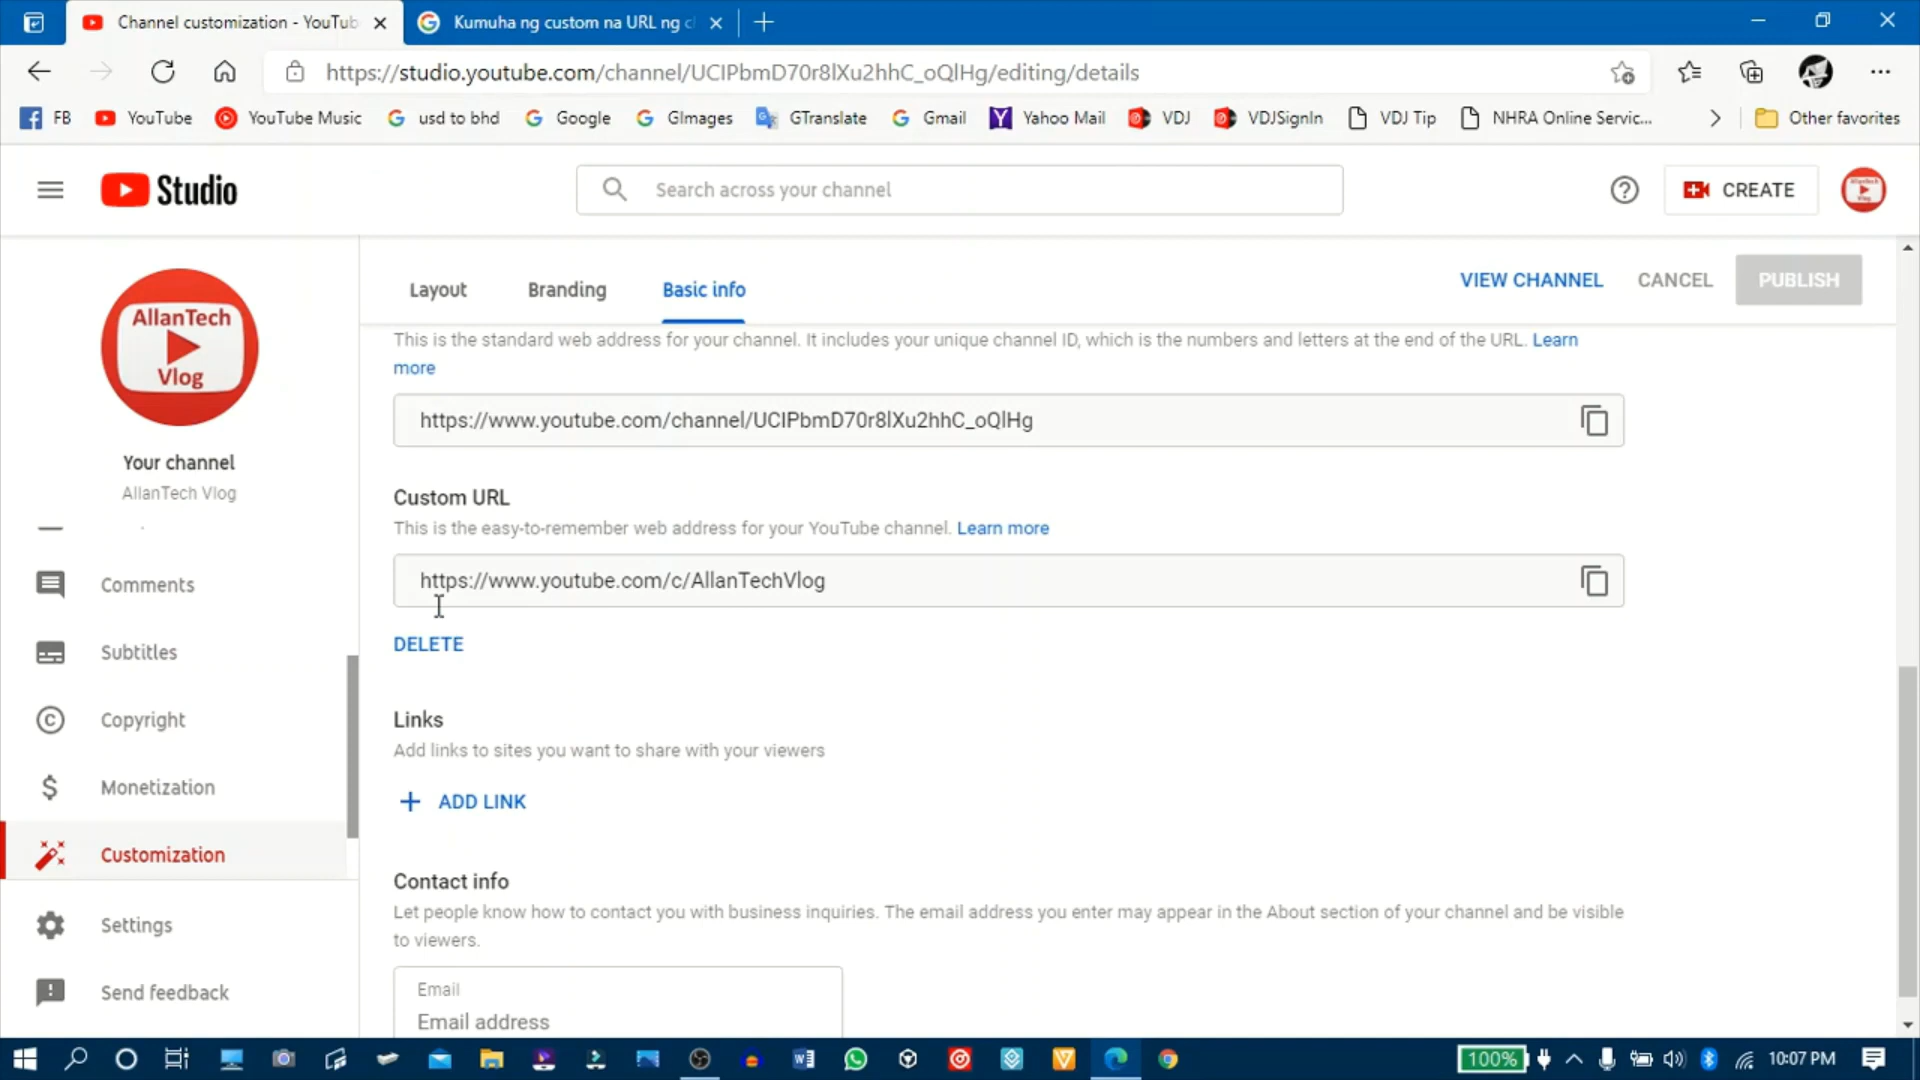 Channel customization - YouTub
Kumuha ng custom na URL ng c
https://studio.youtube.com/channel/UCIPbmD70r8lXu2hhC_oQlHg/editing/details
FB YouTube YouTube Music usd to bhd Google GImages GTranslate Gmail Yahoo Mail VDJ VDJSignIn VDJ Tip NHRA Online Servic... Other favorites
Studio
Search across your channel
CREATE
AllanTech
Vlog
Your channel
AllanTech Vlog
Comments
Subtitles
Copyright
Monetization
Customization
Settings
Send feedback
Layout Branding Basic info
VIEW CHANNEL CANCEL PUBLISH
This is the standard web address for your channel. It includes your unique channel ID, which is the numbers and letters at the end of the URL. Learn
more
https://www.youtube.com/channel/UCIPbmD70r8lXu2hhC_oQlHg
Custom URL
This is the easy-to-remember web address for your YouTube channel. Learn more
https://www.youtube.com/c/AllanTechVlog
DELETE
Links
Add links to sites you want to share with your viewers
ADD LINK
Contact info
Let people know how to contact you with business inquiries. The email address you enter may appear in the About section of your channel and be visible
to viewers.
Email
Email address
100%
10:07 PM